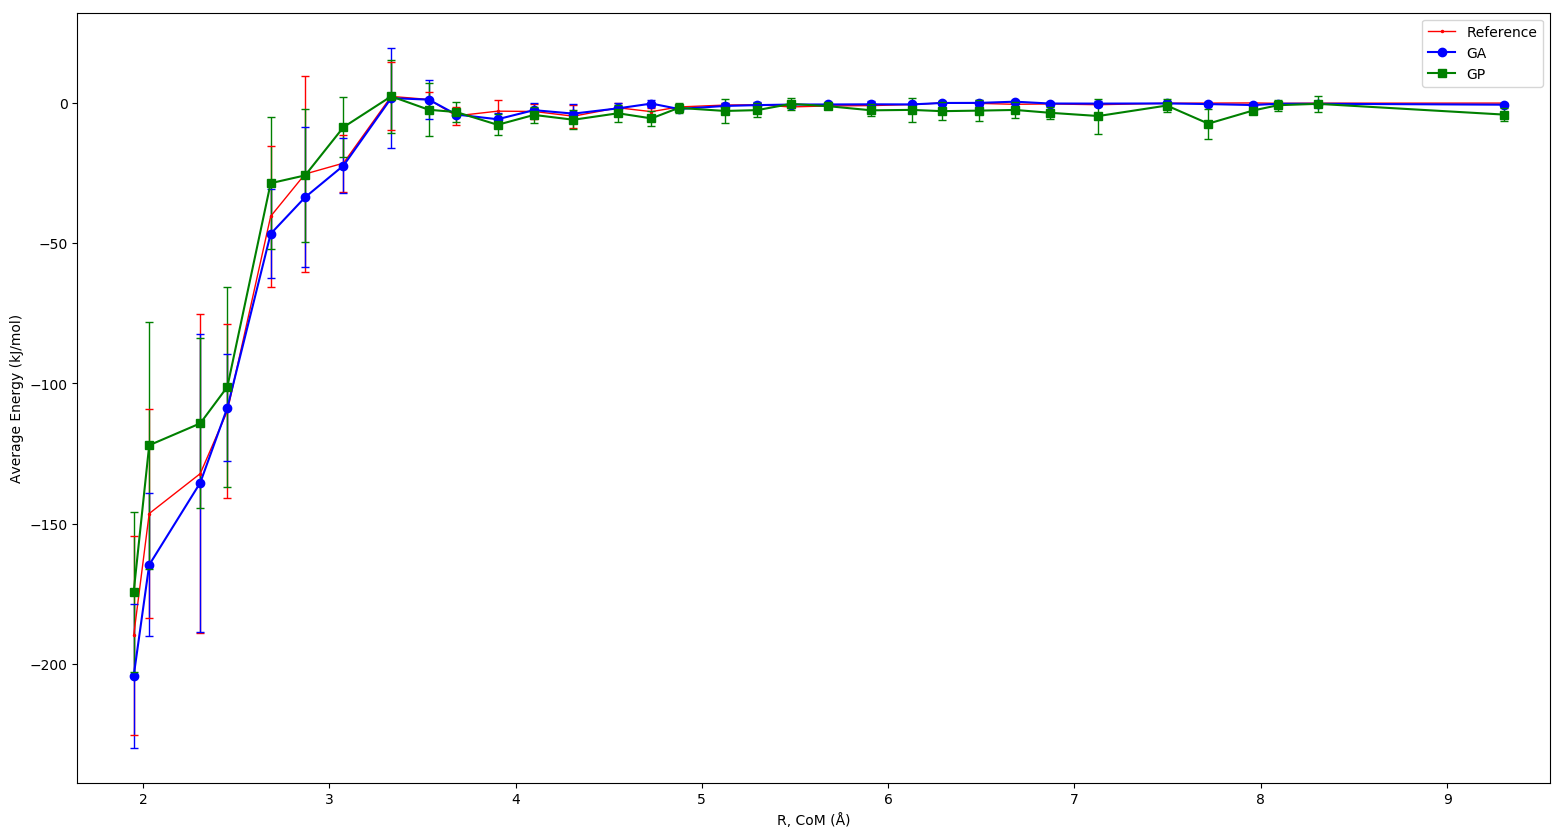 Reference
GA
GP
0
−50
−100
−150
−200
Average Energy (kJ/mol)
2 3 4 5 6 7 8 9
R, CoM (Å)